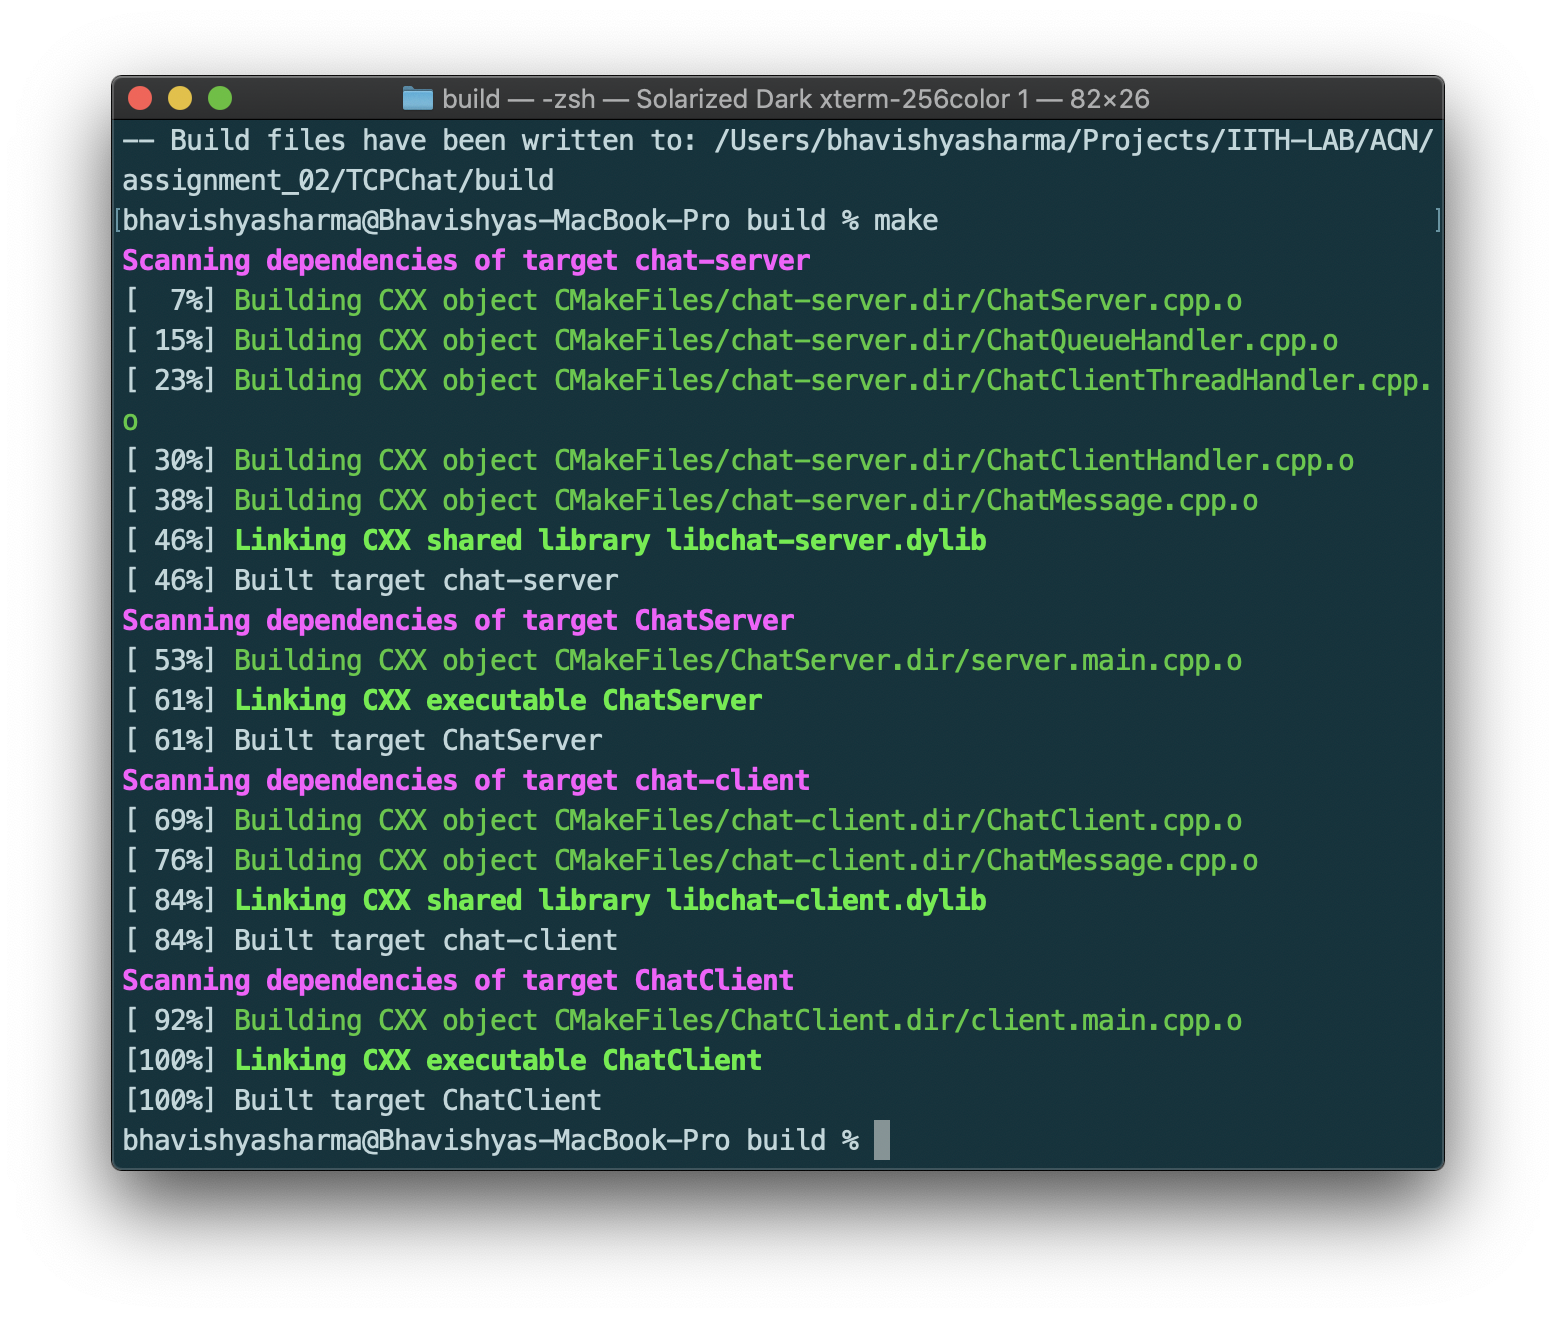 build — -zsh — Solarized Dark xterm-256color 1 — 82×26
-- Build files have been written to: /Users/bhavishyasharma/Projects/IITH-LAB/ACN/
assignment_02/TCPChat/build
[bhavishyasharma@Bhavishyas-MacBook-Pro build % make ]
Scanning dependencies of target chat-server
[  7%] Building CXX object CMakeFiles/chat-server.dir/ChatServer.cpp.o
[ 15%] Building CXX object CMakeFiles/chat-server.dir/ChatQueueHandler.cpp.o
[ 23%] Building CXX object CMakeFiles/chat-server.dir/ChatClientThreadHandler.cpp.
o
[ 30%] Building CXX object CMakeFiles/chat-server.dir/ChatClientHandler.cpp.o
[ 38%] Building CXX object CMakeFiles/chat-server.dir/ChatMessage.cpp.o
[ 46%] Linking CXX shared library libchat-server.dylib
[ 46%] Built target chat-server
Scanning dependencies of target ChatServer
[ 53%] Building CXX object CMakeFiles/ChatServer.dir/server.main.cpp.o
[ 61%] Linking CXX executable ChatServer
[ 61%] Built target ChatServer
Scanning dependencies of target chat-client
[ 69%] Building CXX object CMakeFiles/chat-client.dir/ChatClient.cpp.o
[ 76%] Building CXX object CMakeFiles/chat-client.dir/ChatMessage.cpp.o
[ 84%] Linking CXX shared library libchat-client.dylib
[ 84%] Built target chat-client
Scanning dependencies of target ChatClient
[ 92%] Building CXX object CMakeFiles/ChatClient.dir/client.main.cpp.o
[100%] Linking CXX executable ChatClient
[100%] Built target ChatClient
bhavishyasharma@Bhavishyas-MacBook-Pro build %